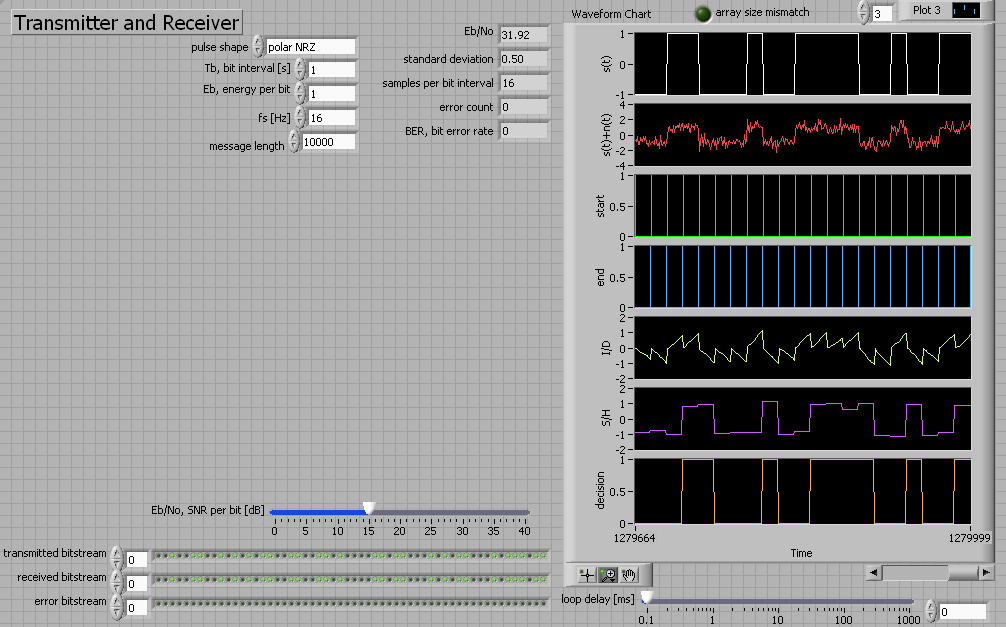 Transmitter and Receiver
pulse shape polar NRZ
Tb, bit interval [s] 1
Eb, energy per bit 1
fs [Hz] 16
message length 10000
Eb/No 31.92
standard deviation 0.50
samples per bit interval 16
error count 0
BER, bit error rate 0
Waveform Chart
array size mismatch
3
Plot 3
s(t)
1
0
-1
s(t)+n(t)
4
2
0
-2
-4
start
1
0.5
0
end
1
0.5
0
I/D
2
1
0
-1
-2
S/H
2
1
0
-1
-2
decision
1
0.5
0
1279664 1279999
Time
Eb/No, SNR per bit [dB]
0 5 10 15 20 25 30 35 40
transmitted bitstream 0
received bitstream 0
error bitstream 0
loop delay [ms]
0.1 1 10 100 1000
0